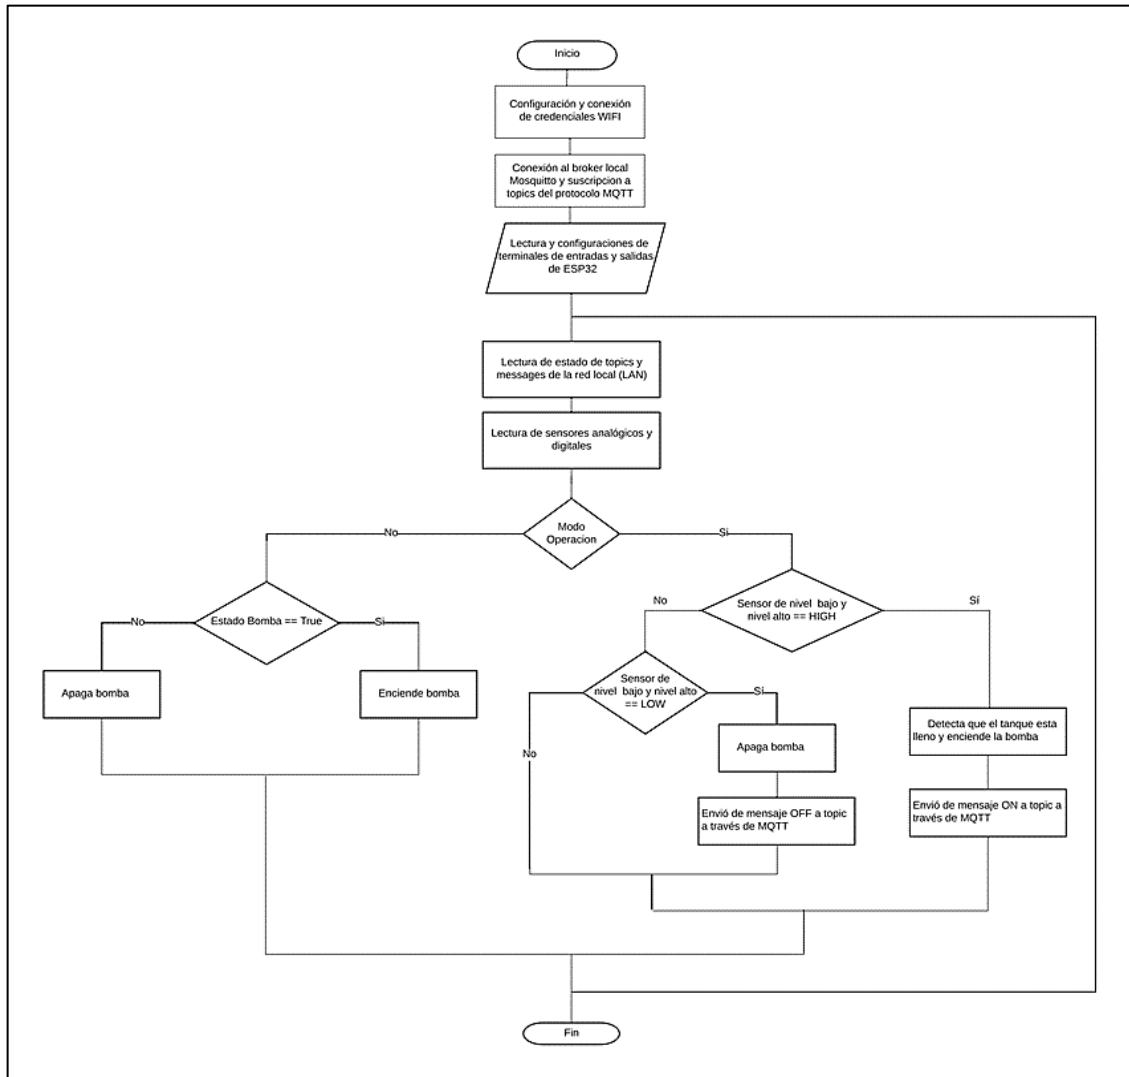 Inicio
Configuración y conexión
de credenciales WIFI
Conexión al broker local
Mosquitto y suscripcion a
topics del protocolo MQTT
Lectura y configuraciones de
terminales de entradas y salidas
de ESP32
Lectura de estado de topics y
messages de la red local (LAN)
Lectura de sensores analógicos y
digitales
Modo
Operacion
No
Si
Estado Bomba == True
No
Si
Apaga bomba
Enciende bomba
Sensor de nivel bajo y
nivel alto == HIGH
No
Sí
Sensor de
nivel bajo y nivel alto
== LOW
No
Sí
Apaga bomba
Envió de mensaje OFF a topic
a través de MQTT
Detecta que el tanque esta
lleno y enciende la bomba
Envió de mensaje ON a topic a
través de MQTT
Fin